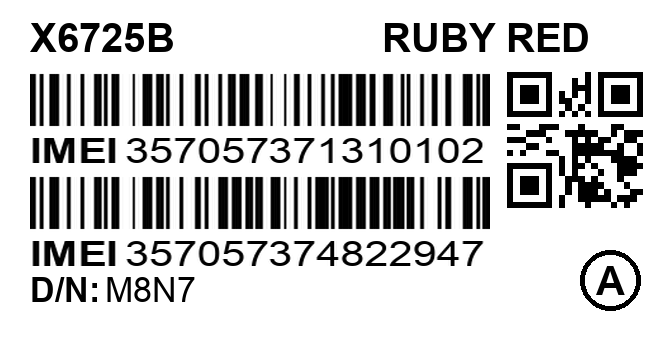 X6725B RUBY RED
IMEI 357057371310102
IMEI 357057374822947
D/N: M8N7
A